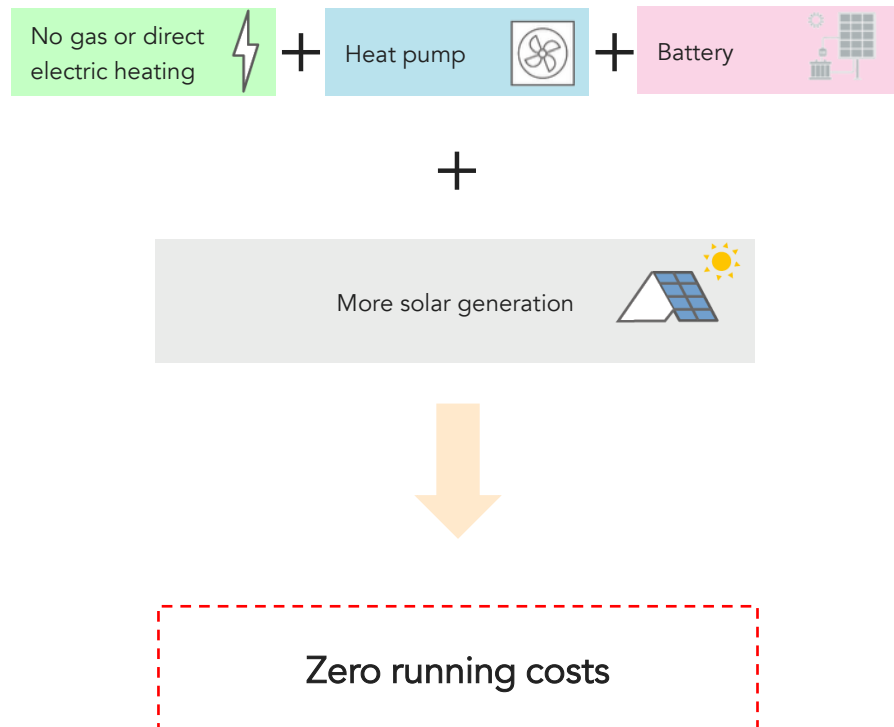 No gas or direct
electric heating
Heat pump
Battery
More solar generation
Zero running costs